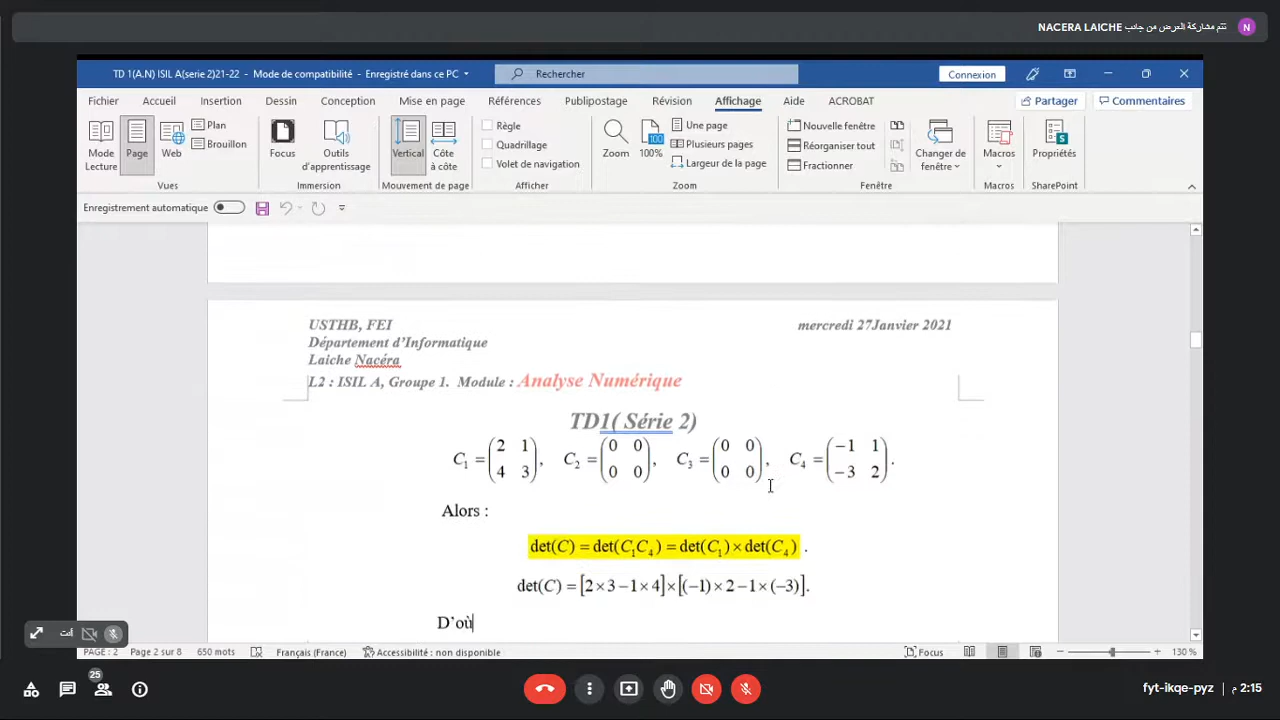 تتم مشاركة العرض من جانب NACERA LAICHE N
TD 1(A.N) ISIL A(serie 2)21-22 - Mode de compatibilité - Enregistré dans ce PC Rechercher Connexion
Fichier Accueil Insertion Dessin Conception Mise en page Références Publipostage Révision Affichage Aide ACROBAT Partager Commentaires
Mode Lecture Page Web Plan Brouillon Focus Outils d'apprentissage Vertical Côte à côte Règle Quadrillage Volet de navigation Zoom 100 100% Une page Plusieurs pages Largeur de la page Nouvelle fenêtre Réorganiser tout Fractionner Changer de fenêtre Macros S Propriétés
Vues Immersion Mouvement de page Afficher Zoom Fenêtre Macros SharePoint
Enregistrement automatique
USTHB, FEI mercredi 27Janvier 2021
Département d’Informatique
Laiche Nacéra
L2 : ISIL A, Groupe 1. Module : Analyse Numérique
TD1( Série 2)
C₁ = (2 1; 4 3), C₂ = (0 0; 0 0), C₃ = (0 0; 0 0), C₄ = (−1 1; −3 2).
Alors :
det(C) = det(C₁C₄) = det(C₁) × det(C₄) .
det(C) = [2×3−1×4]×[(−1)×2−1×(−3)].
D’où
أنت
PAGE : 2 Page 2 sur 8 650 mots Français (France) Accessibilité : non disponible Focus 130 %
25
fyt-ikqe-pyz | 2:15 م